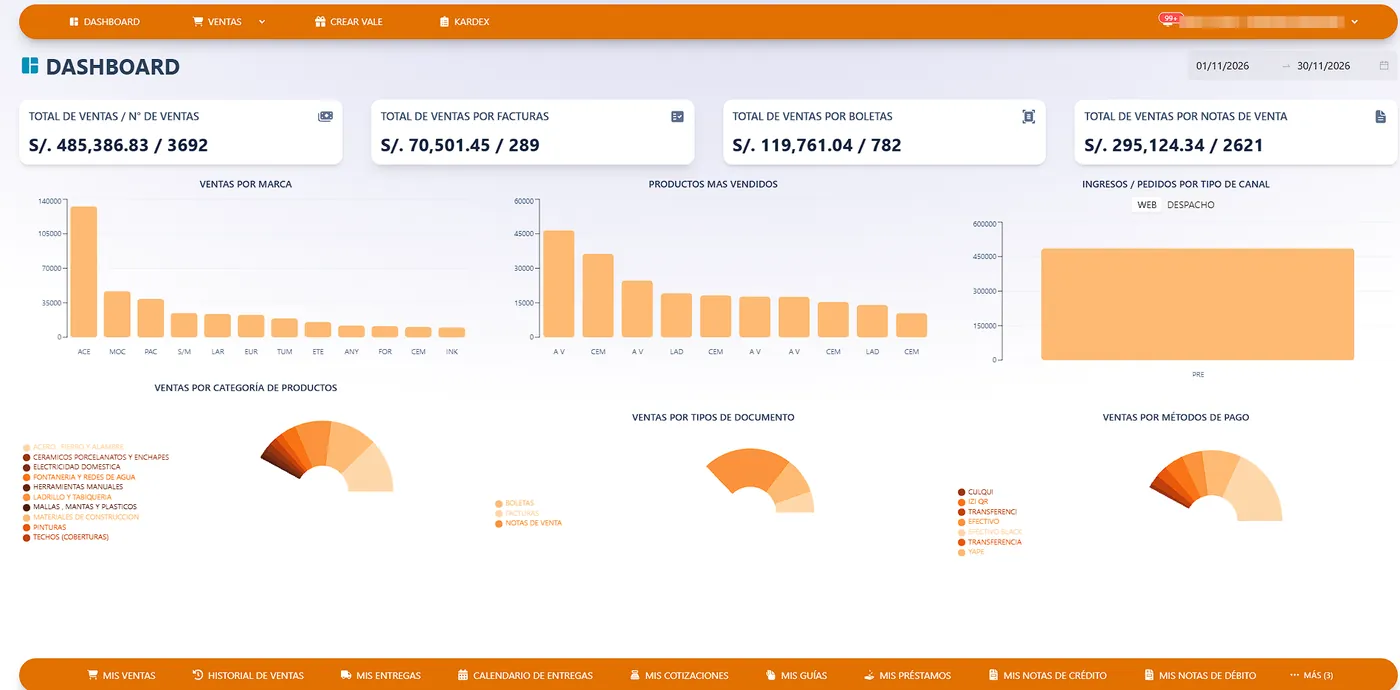 DASHBOARD VENTAS CREAR VALE KARDEX 99+
DASHBOARD
01/11/2026 → 30/11/2026
TOTAL DE VENTAS / N° DE VENTAS
S/. 485,386.83 / 3692
TOTAL DE VENTAS POR FACTURAS
S/. 70,501.45 / 289
TOTAL DE VENTAS POR BOLETAS
S/. 119,761.04 / 782
TOTAL DE VENTAS POR NOTAS DE VENTA
S/. 295,124.34 / 2621
VENTAS POR MARCA
140000
105000
70000
35000
0
ACE MOC PAC S/M LAR EUR TUM ETE ANY FOR CEM INK
PRODUCTOS MAS VENDIDOS
60000
45000
30000
15000
0
A V CEM A V LAD CEM A V A V CEM LAD CEM
INGRESOS / PEDIDOS POR TIPO DE CANAL
WEB DESPACHO
600000
450000
300000
150000
0
PRE
VENTAS POR CATEGORÍA DE PRODUCTOS
ACERO , FIERRO Y ALAMBRE
CERAMICOS PORCELANATOS Y ENCHAPES
ELECTRICIDAD DOMESTICA
FONTANERIA Y REDES DE AGUA
HERRAMIENTAS MANUALES
LADRILLO Y TABIQUERIA
MALLAS , MANTAS Y PLASTICOS
MATERIALES DE CONSTRUCCION
PINTURAS
TECHOS (COBERTURAS)
VENTAS POR TIPOS DE DOCUMENTO
BOLETAS
FACTURAS
NOTAS DE VENTA
VENTAS POR MÉTODOS DE PAGO
CULQUI
IZI QR
TRANSFERENCI
EFECTIVO
EFECTIVO BLACK
TRANSFERENCIA
YAPE
MIS VENTAS HISTORIAL DE VENTAS MIS ENTREGAS CALENDARIO DE ENTREGAS MIS COTIZACIONES MIS GUÍAS MIS PRÉSTAMOS MIS NOTAS DE CRÉDITO MIS NOTAS DE DÉBITO ··· MÁS (3)